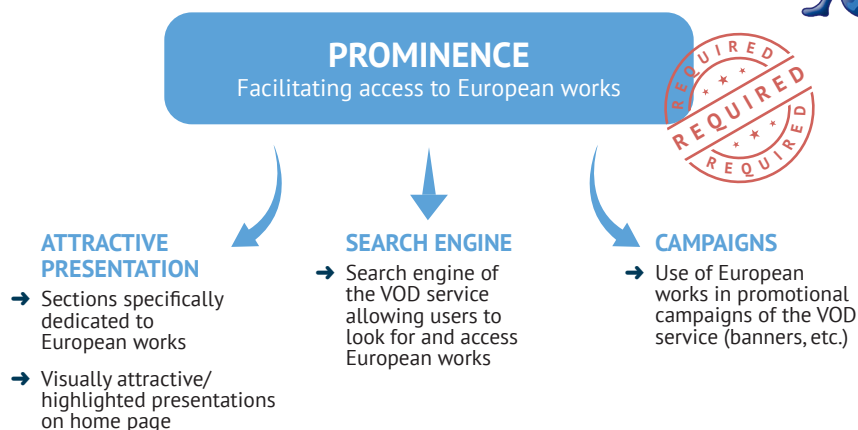 PROMINENCE
Facilitating access to European works
REQUIRED
REQUIRED
REQUIRED
ATTRACTIVE
PRESENTATION
➜ Sections specifically
dedicated to
European works
➜ Visually attractive/
highlighted presentations
on home page
SEARCH ENGINE
➜ Search engine of
the VOD service
allowing users to
look for and access
European works
CAMPAIGNS
➜ Use of European
works in promotional
campaigns of the VOD
service (banners, etc.)